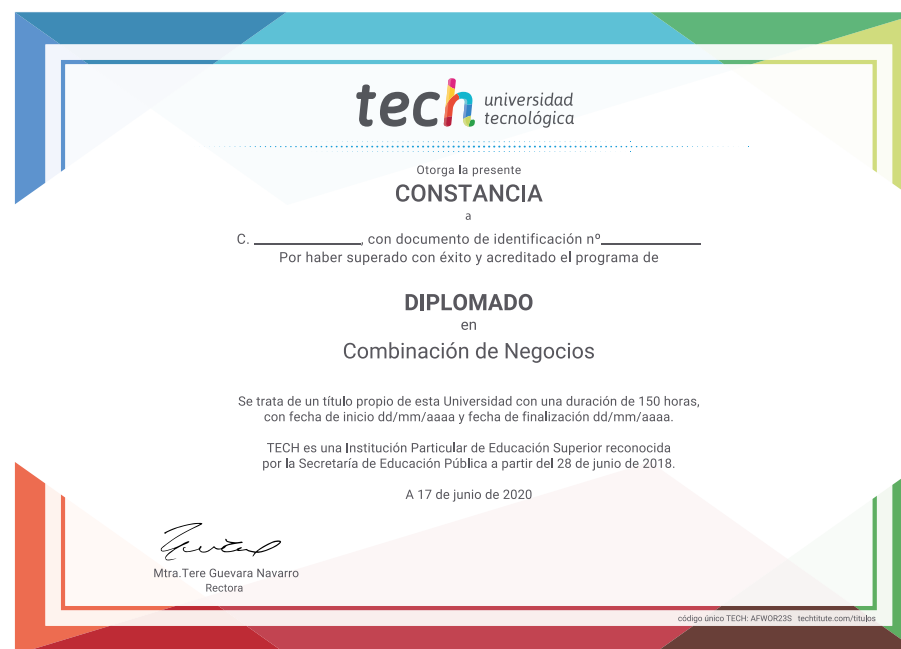 tech universidad
tecnológica
Otorga la presente
CONSTANCIA
a
C. ______________, con documento de identificación nº_____________
Por haber superado con éxito y acreditado el programa de
DIPLOMADO
en
Combinación de Negocios
Se trata de un título propio de esta Universidad con una duración de 150 horas,
con fecha de inicio dd/mm/aaaa y fecha de finalización dd/mm/aaaa.
TECH es una Institución Particular de Educación Superior reconocida
por la Secretaría de Educación Pública a partir del 28 de junio de 2018.
A 17 de junio de 2020
Mtra.Tere Guevara Navarro
Rectora
código único TECH: AFWOR23S techtitute.com/titulos